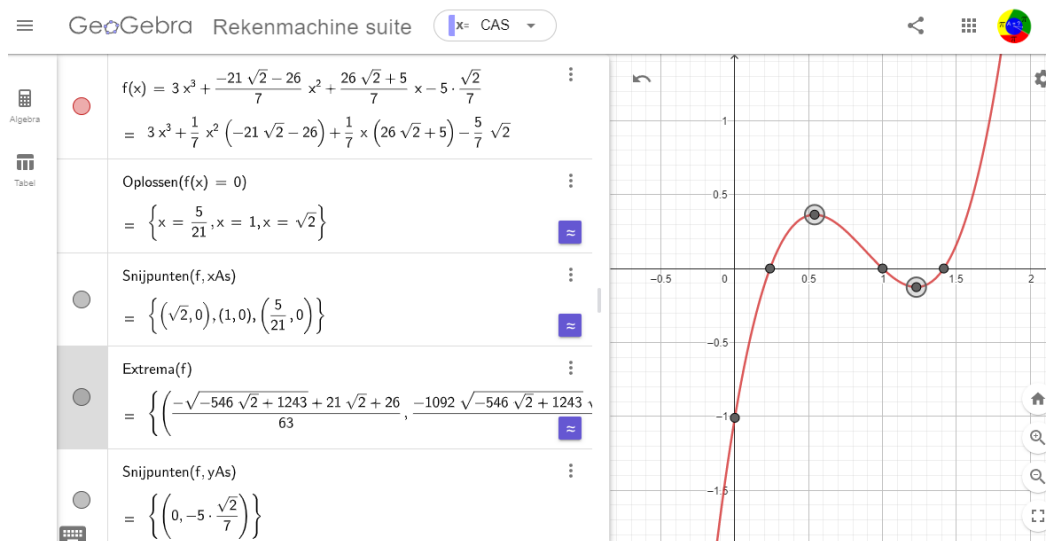 GeoGebra Rekenmachine suite x= CAS
Algebra
Tabel
f(x) = 3 x³ + (-21 √2 - 26)/7 x² + (26 √2 + 5)/7 x - 5 · √2/7
= 3 x³ + 1/7 x² (-21 √2 - 26) + 1/7 x (26 √2 + 5) - 5/7 √2
Oplossen(f(x) = 0)
= {x = 5/21, x = 1, x = √2}
≈
Snijpunten(f, xAs)
= {(√2, 0), (1, 0), (5/21, 0)}
≈
Extrema(f)
= {((-√(-546 √2 + 1243) + 21 √2 + 26)/63, -1092 √(-546 √2 + 1243) √
≈
Snijpunten(f, yAs)
= {(0, -5 · √2/7)}
1
0.5
-0.5 0 0.5 1 1.5 2
-0.5
-1
-1.5